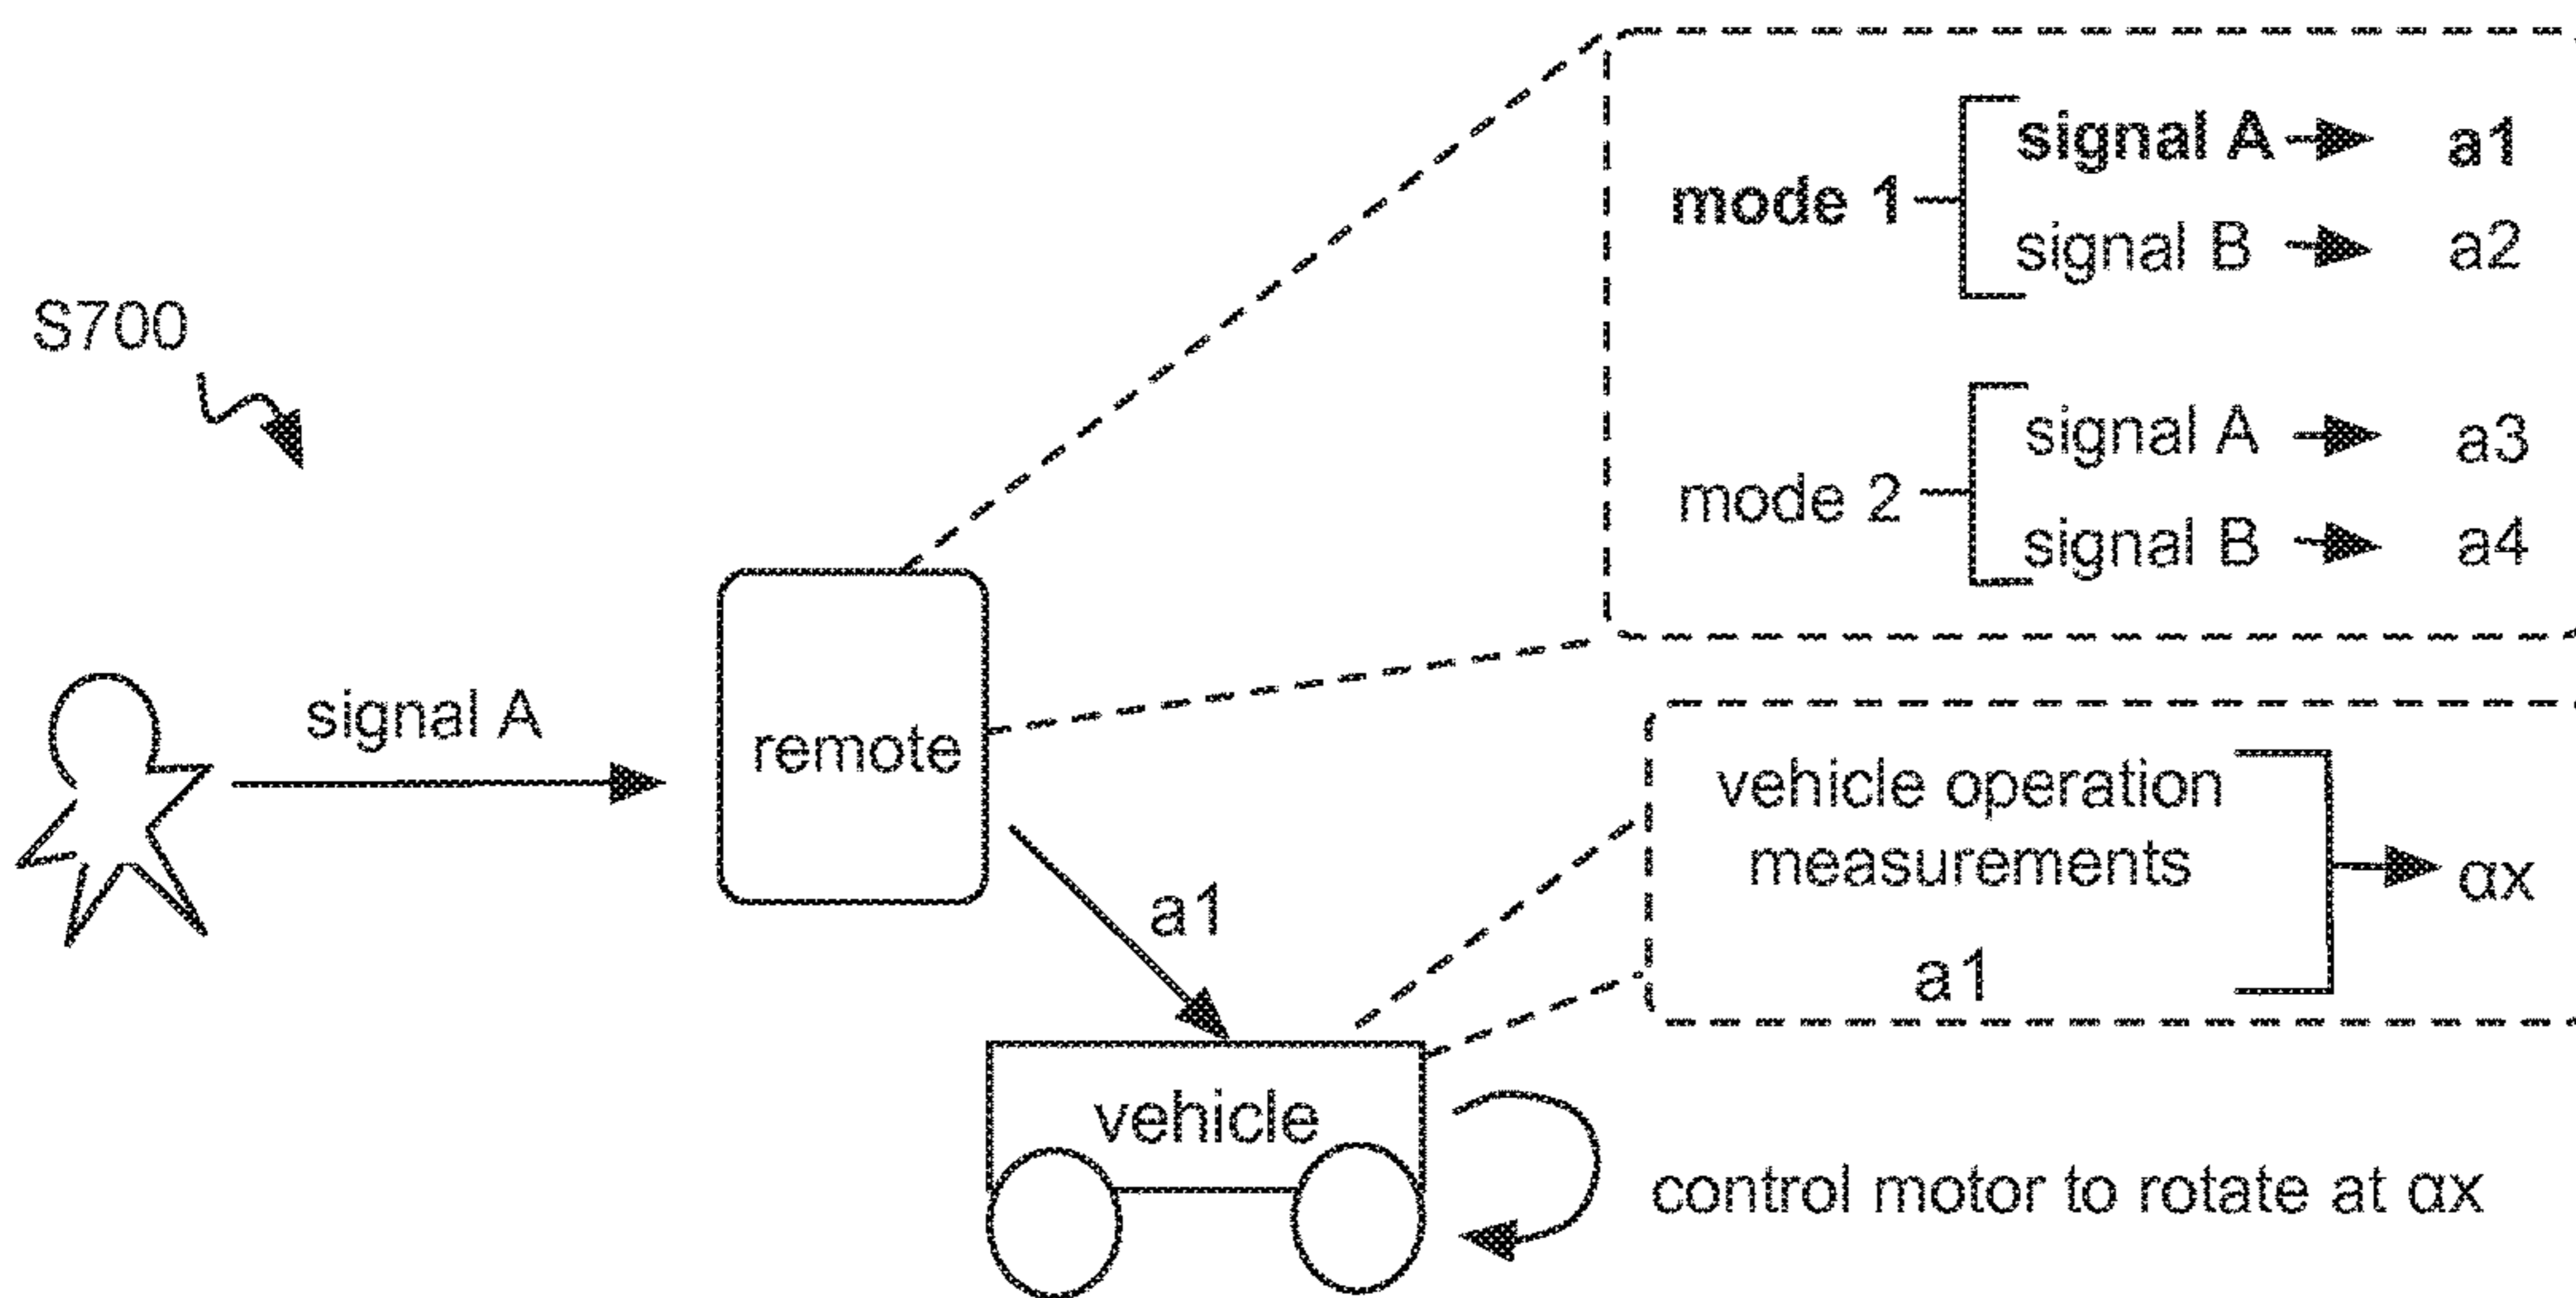 S700
signal A
remote
a1
vehicle
mode 1
signal A a1
signal B a2
mode 2
signal A a3
signal B a4
vehicle operation
measurements
a1
αx
control motor to rotate at αx